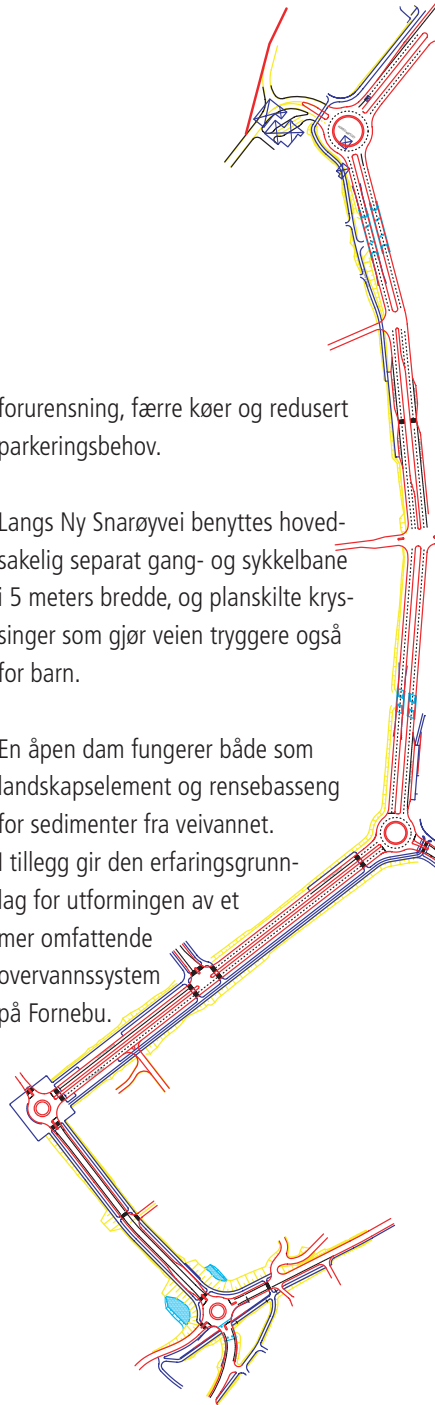 forurensning, færre køer og redusert
parkeringsbehov.
Langs Ny Snarøyvei benyttes hoved-
sakelig separat gang- og sykkelbane
i 5 meters bredde, og planskilte krys-
singer som gjør veien tryggere også
for barn.
En åpen dam fungerer både som
landskapselement og rensebasseng
for sedimenter fra veivannet.
I tillegg gir den erfaringsgrunn-
lag for utformingen av et
mer omfattende
overvannssystem
på Fornebu.